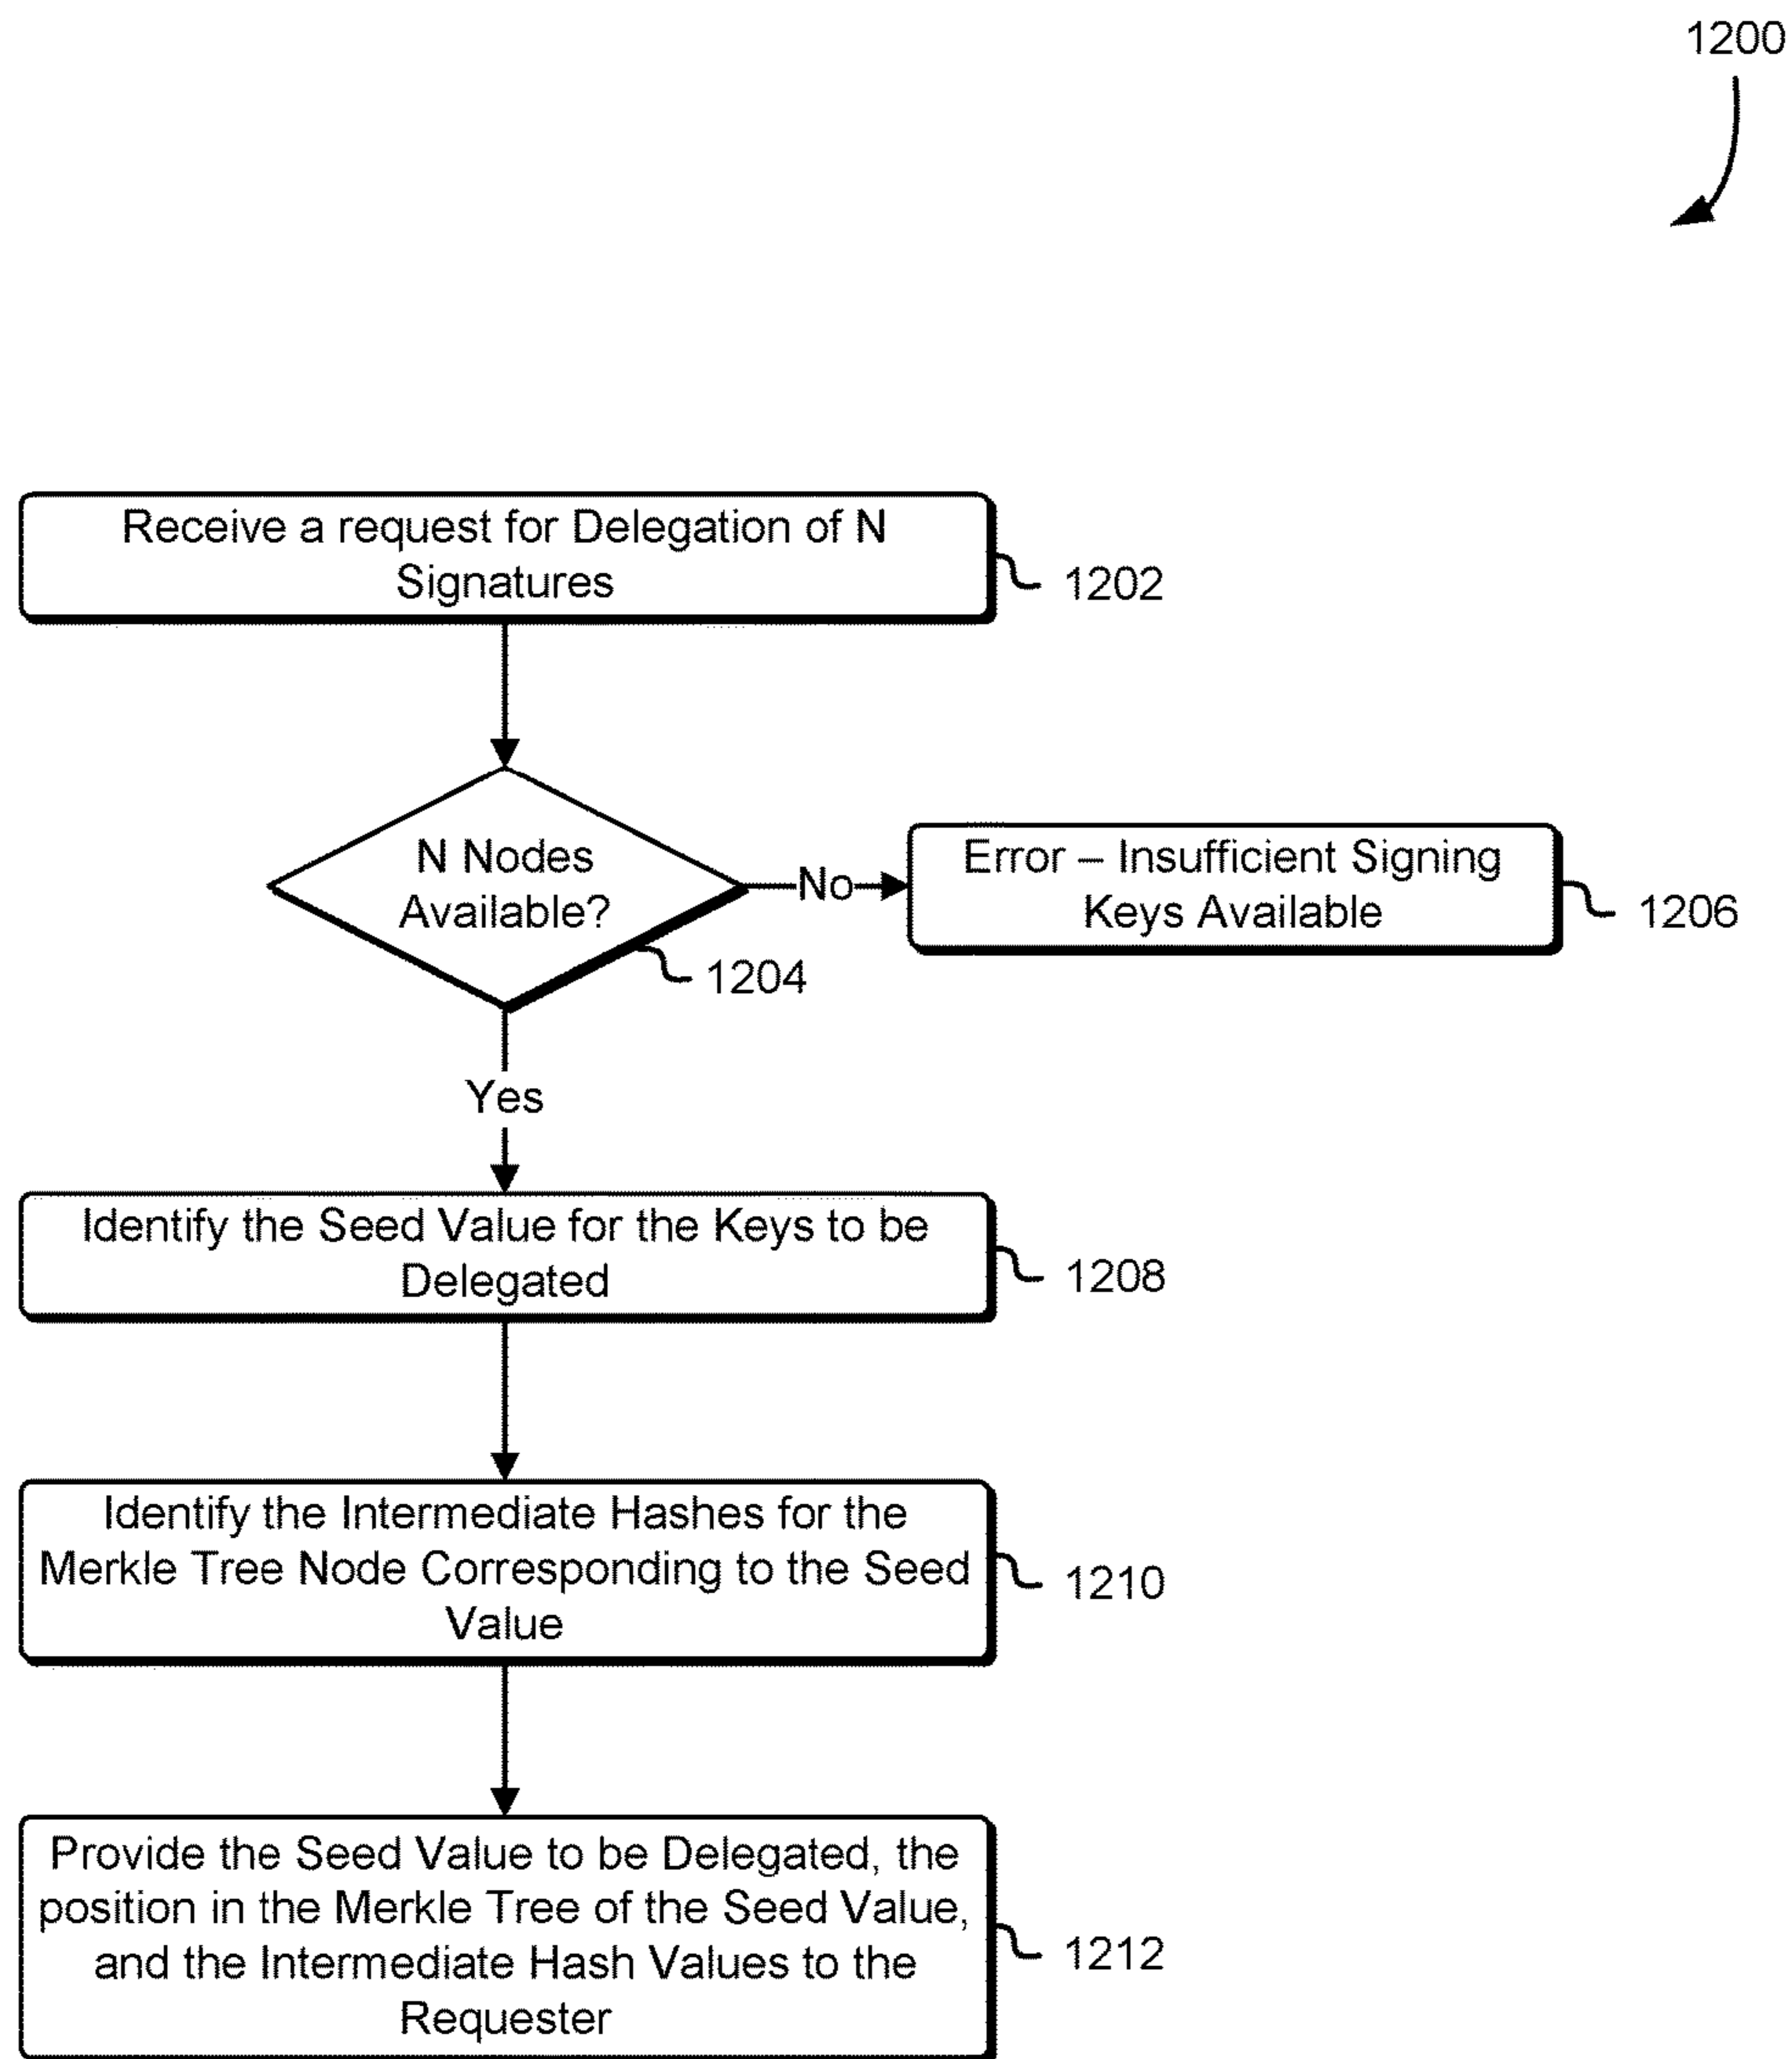 1200
Receive a request for Delegation of N
Signatures
1202
N Nodes
Available?
No
Error – Insufficient Signing
Keys Available
1206
1204
Yes
Identify the Seed Value for the Keys to be
Delegated
1208
Identify the Intermediate Hashes for the
Merkle Tree Node Corresponding to the Seed
Value
1210
Provide the Seed Value to be Delegated, the
position in the Merkle Tree of the Seed Value,
and the Intermediate Hash Values to the
Requester
1212